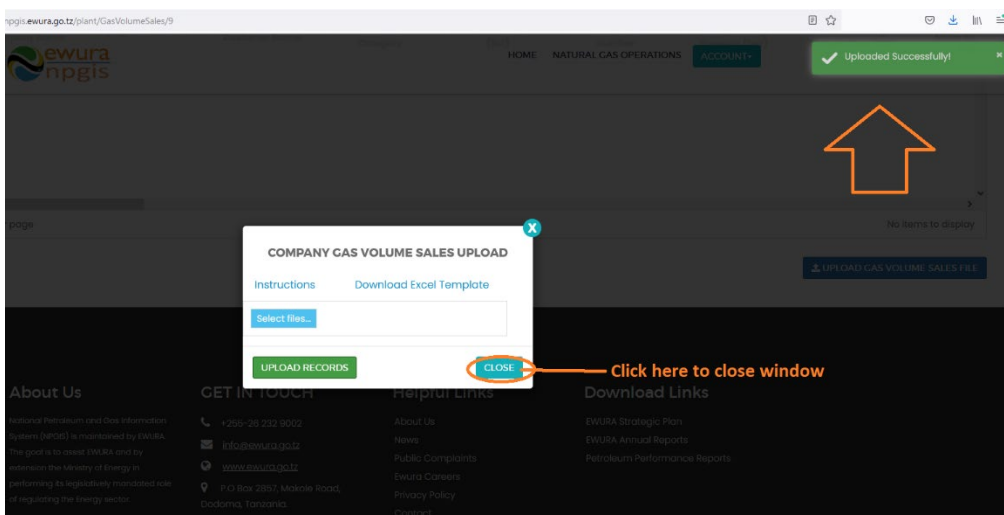 npgis.ewura.go.tz/plant/GasVolumeSales/9
ewura
npgis
HOME NATURAL GAS OPERATIONS ACCOUNT
Uploaded Successfully!
page
No items to display
X
COMPANY GAS VOLUME SALES UPLOAD
Instructions Download Excel Template
Select files...
UPLOAD RECORDS CLOSE
UPLOAD GAS VOLUME SALES FILE
Click here to close window
About Us
National Petroleum and Gas Information
System (NPGIS) is maintained by EWURA.
The goal is to assist EWURA and by
extension the Ministry of Energy in
performing its legislatively mandated role
of regulating the Energy sector.
GET IN TOUCH
+255-26 232 9002
info@ewura.go.tz
www.ewura.go.tz
P.O Box 2857, Makole Road,
Dodoma, Tanzania.
Helpful Links
About Us
News
Public Complaints
Ewura Careers
Privacy Policy
Contact
Download Links
EWURA Strategic Plan
EWURA Annual Reports
Petroleum Performance Reports